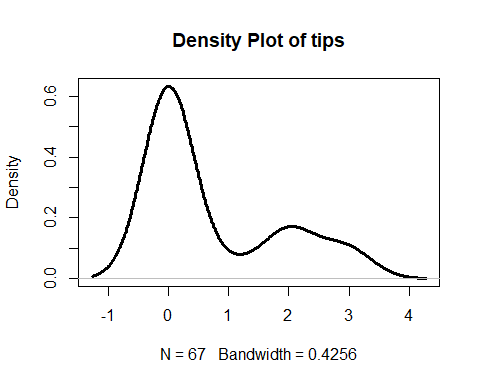 Density Plot of tips
Density
0.6
0.4
0.2
0.0
-1 0 1 2 3 4
N = 67 Bandwidth = 0.4256